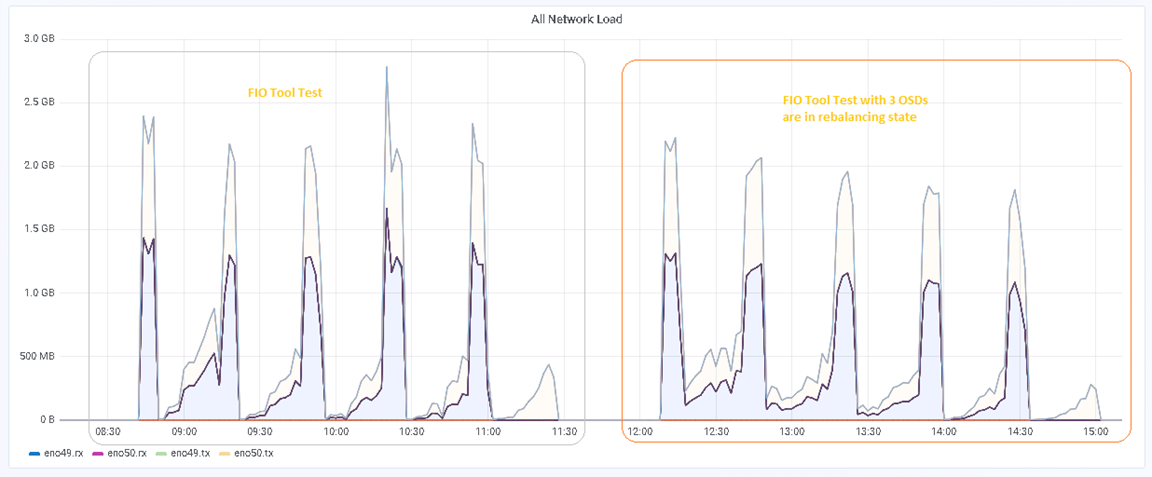 All Network Load
3.0 GB
2.5 GB
2.0 GB
1.5 GB
1.0 GB
500 MB
0 B
FIO Tool Test
FIO Tool Test with 3 OSDs
are in rebalancing state
08:30 09:00 09:30 10:00 10:30 11:00 11:30 12:00 12:30 13:00 13:30 14:00 14:30 15:00
eno49.rx eno50.rx eno49.tx eno50.tx